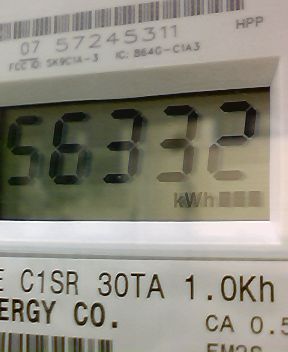 HPP
07 57245311
FCC ID: SK9C1A-3 IC: 864G-C1A3
56332
kWh
E C1SR 30TA 1.0Kh
ERGY CO.
CA 0.5
EM2S